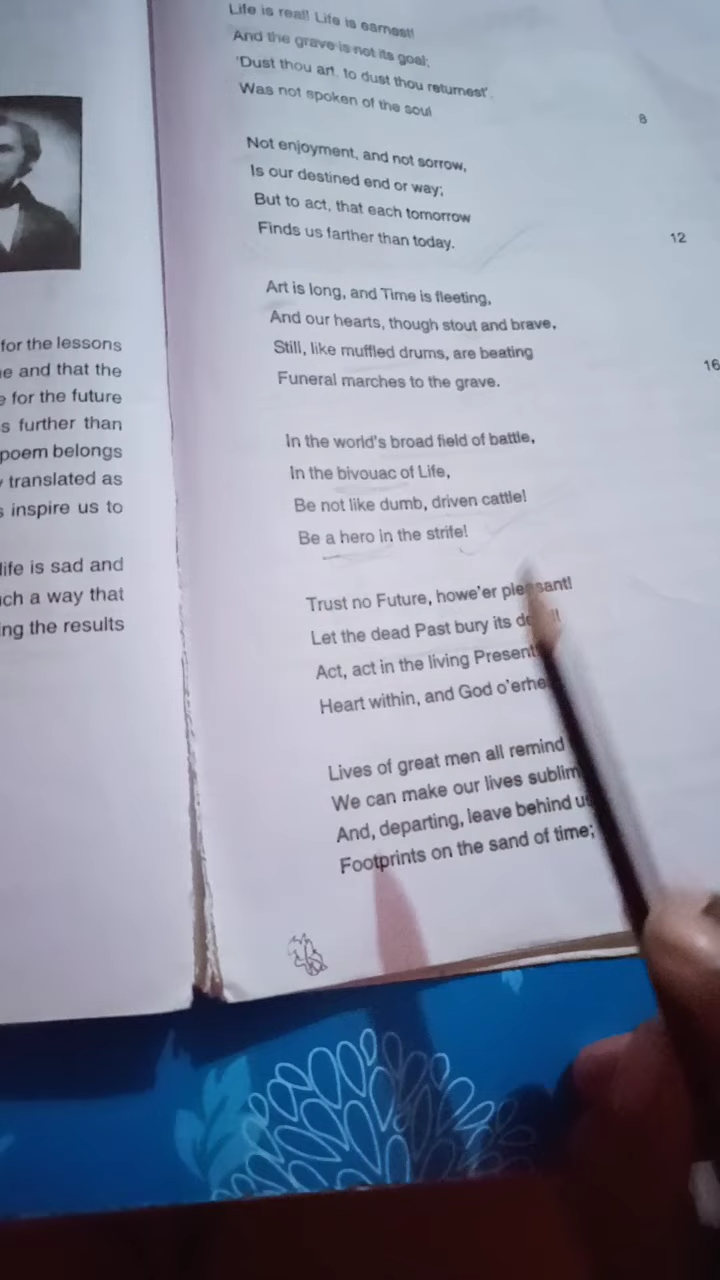 for the lessons
e and that the
e for the future
s further than
poem belongs
translated as
inspire us to
life is sad and
ch a way that
ing the results
Life is real! Life is earnest!
And the grave is not its goal;
'Dust thou art, to dust thou returnest'.
Was not spoken of the soul
8
Not enjoyment, and not sorrow,
Is our destined end or way;
But to act, that each tomorrow
Finds us farther than today.
12
Art is long, and Time is fleeting,
And our hearts, though stout and brave,
Still, like muffled drums, are beating
Funeral marches to the grave.
16
In the world's broad field of battle,
In the bivouac of Life,
Be not like dumb, driven cattle!
Be a hero in the strife!
Trust no Future, howe'er pleasant!
Let the dead Past bury its
Act, act in the living Present
Heart within, and God o'erhe
Lives of great men all remind
We can make our lives sublim
And, departing, leave behind us
Footprints on the sand of time;